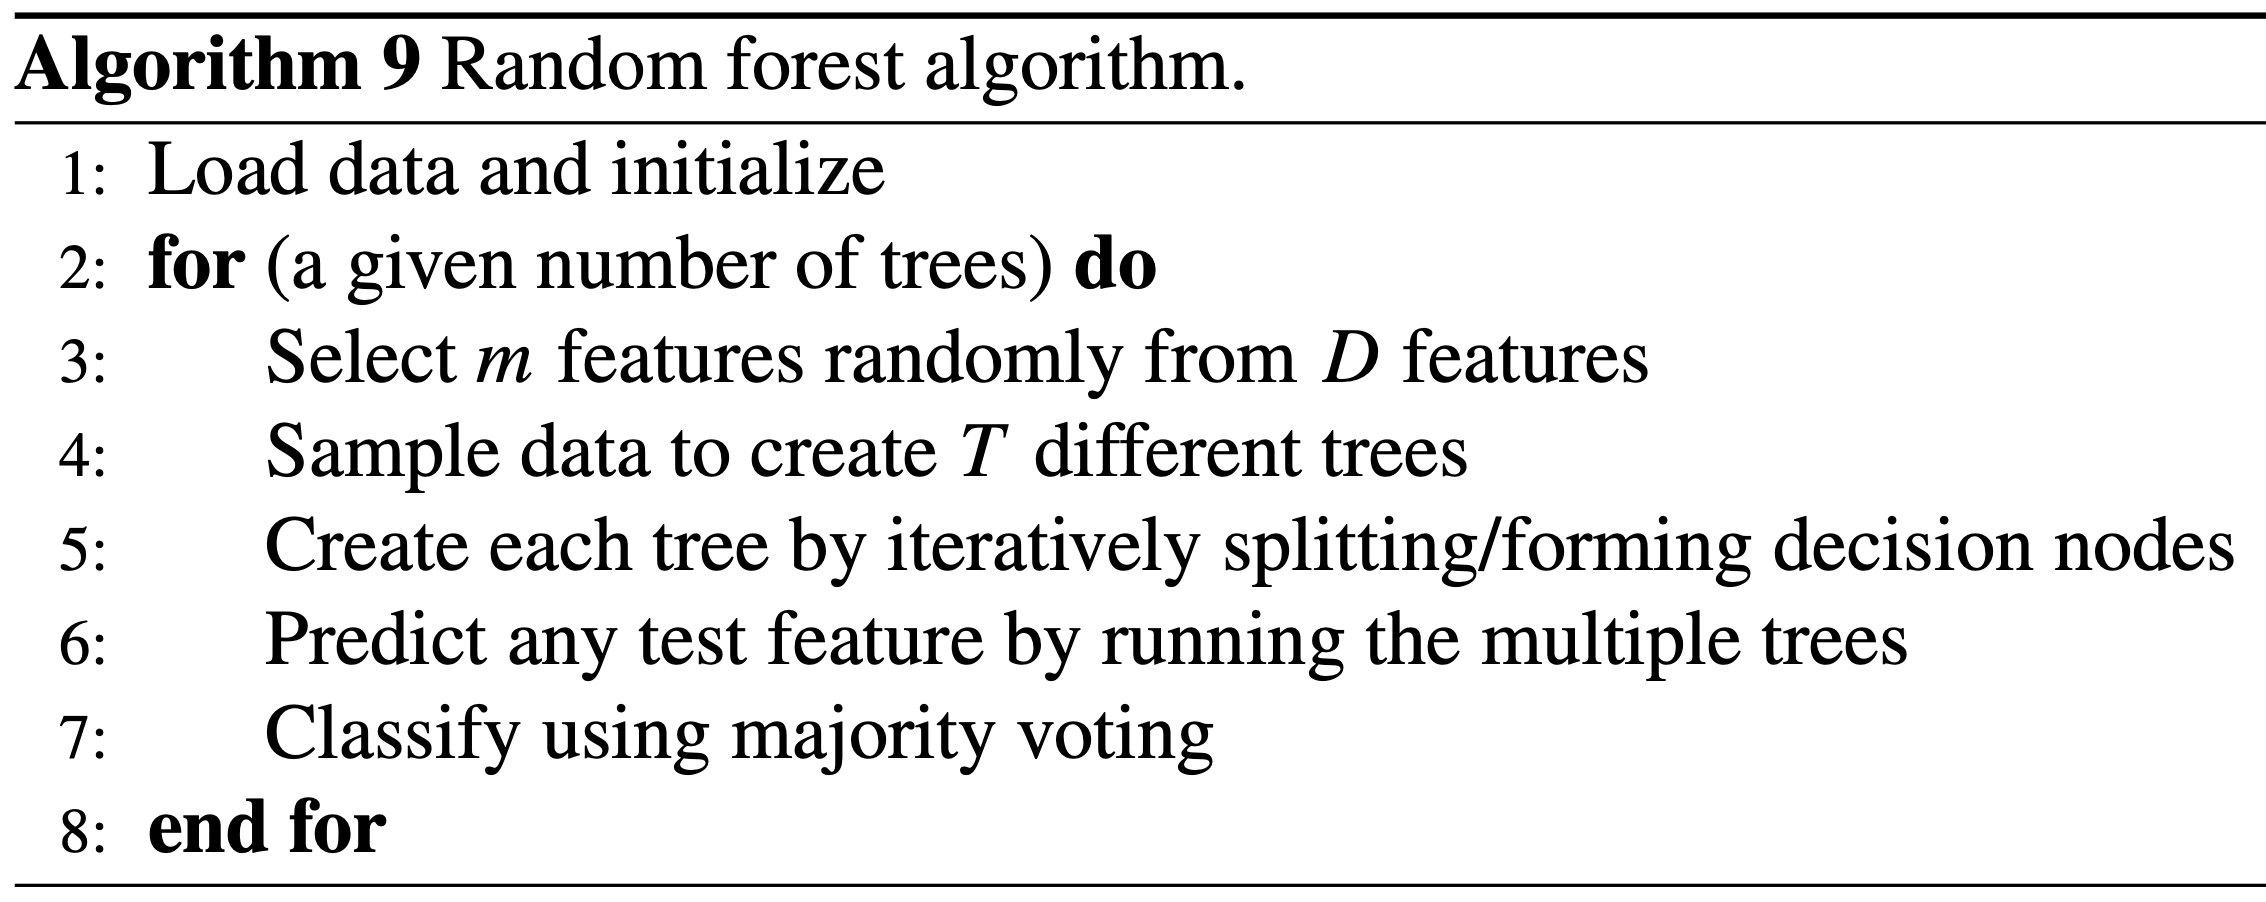 Algorithm 9 Random forest algorithm.
1: Load data and initialize
2: for (a given number of trees) do
3: Select m features randomly from D features
4: Sample data to create T different trees
5: Create each tree by iteratively splitting/forming decision nodes
6: Predict any test feature by running the multiple trees
7: Classify using majority voting
8: end for